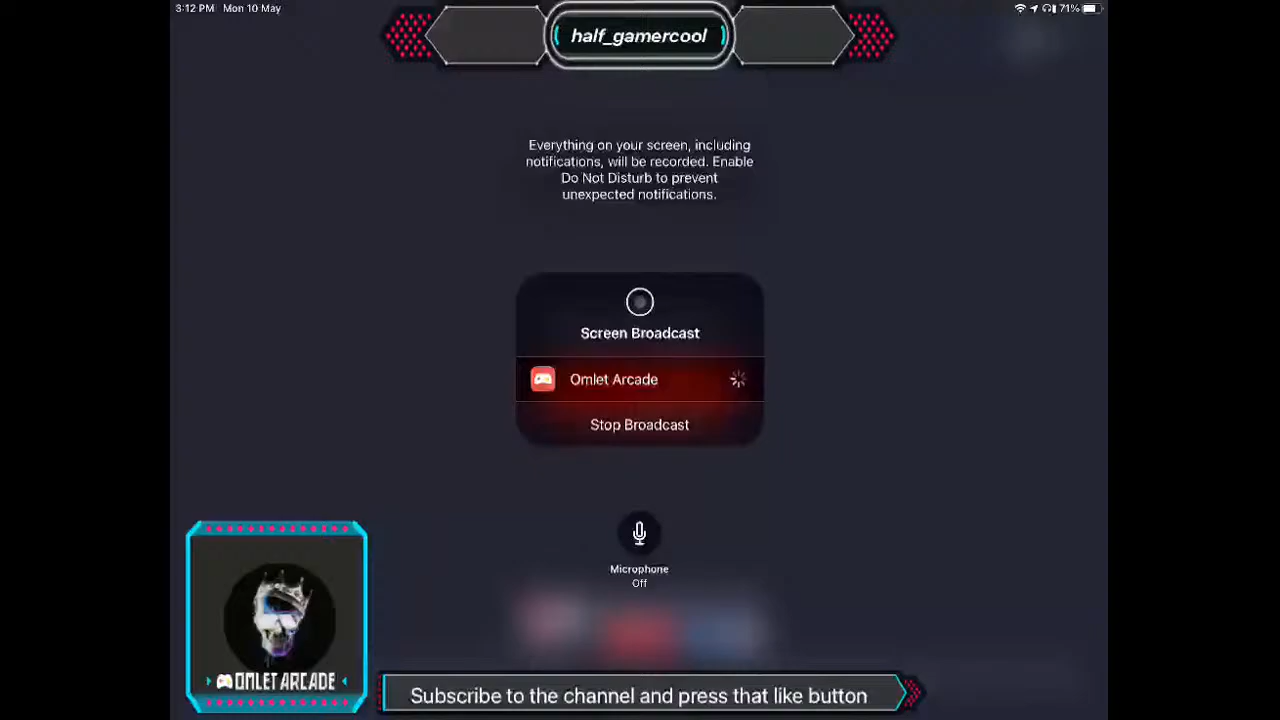 3:12 PM Mon 10 May
71%
half_gamercool
Everything on your screen, including
notifications, will be recorded. Enable
Do Not Disturb to prevent
unexpected notifications.
Screen Broadcast
Omlet Arcade
Stop Broadcast
Microphone
Off
OMLET ARCADE
Subscribe to the channel and press that like button